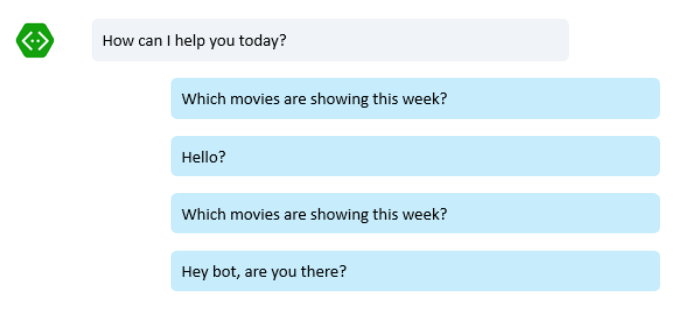 How can I help you today?
Which movies are showing this week?
Hello?
Which movies are showing this week?
Hey bot, are you there?